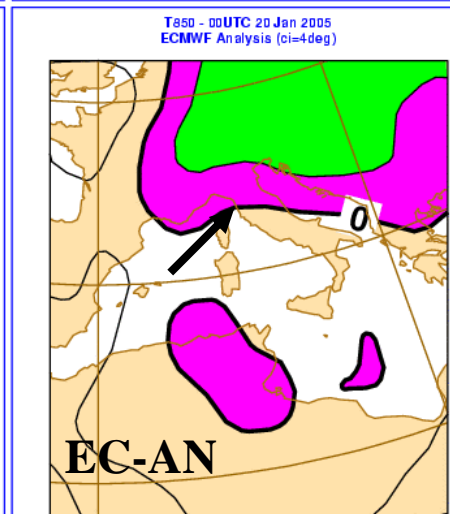 T850 - 00UTC 20 Jan 2005
ECMWF Analysis (ci=4deg)
0
EC-AN